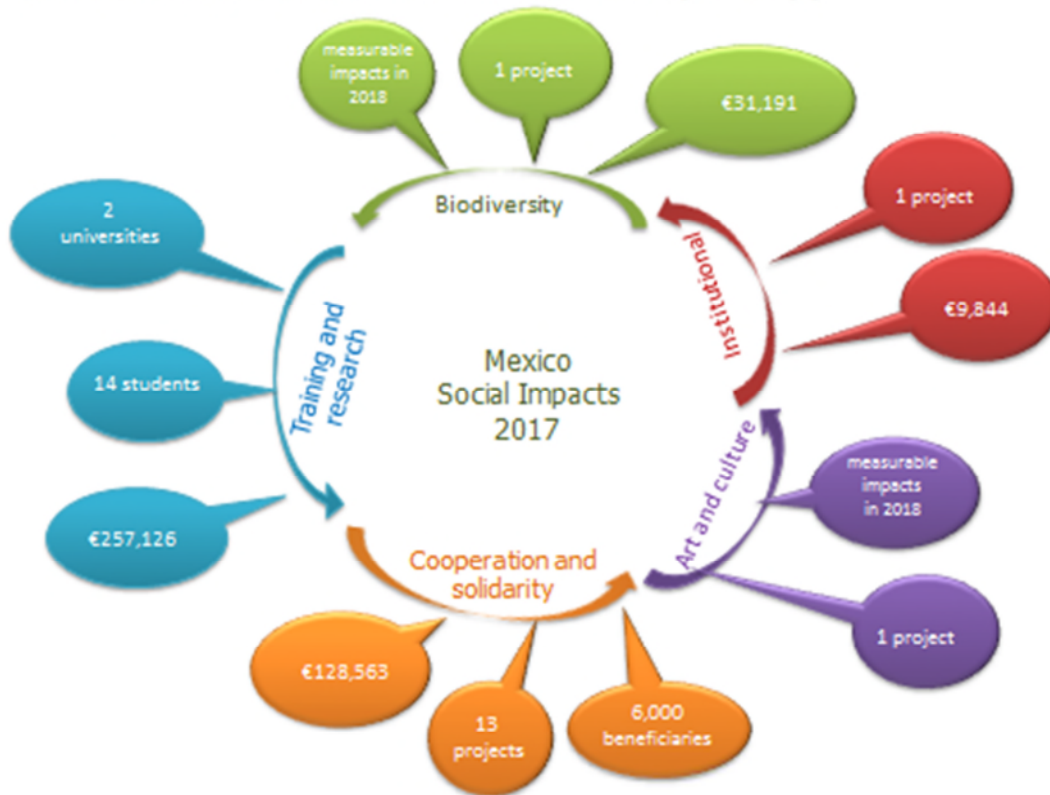 measurable
impacts in
2018
1 project
€31,191
Biodiversity
1 project
€9,844
Institutional
2
universities
14 students
€257,126
Training and
research
Mexico
Social Impacts
2017
measurable
impacts
in 2018
1 project
Art and culture
Cooperation and
solidarity
€128,563
13
projects
6,000
beneficiaries